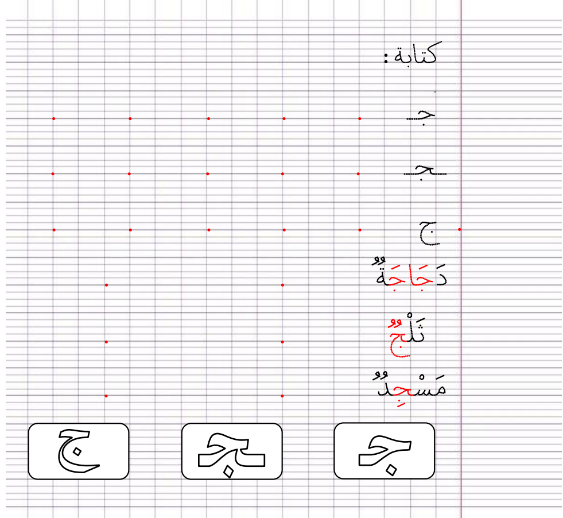 كتابة :
جـ
ـجـ
ج
دَجَاجَةٌ
ثَلْجٌ
مَسْجِدٌ
جـ ـجـ ج